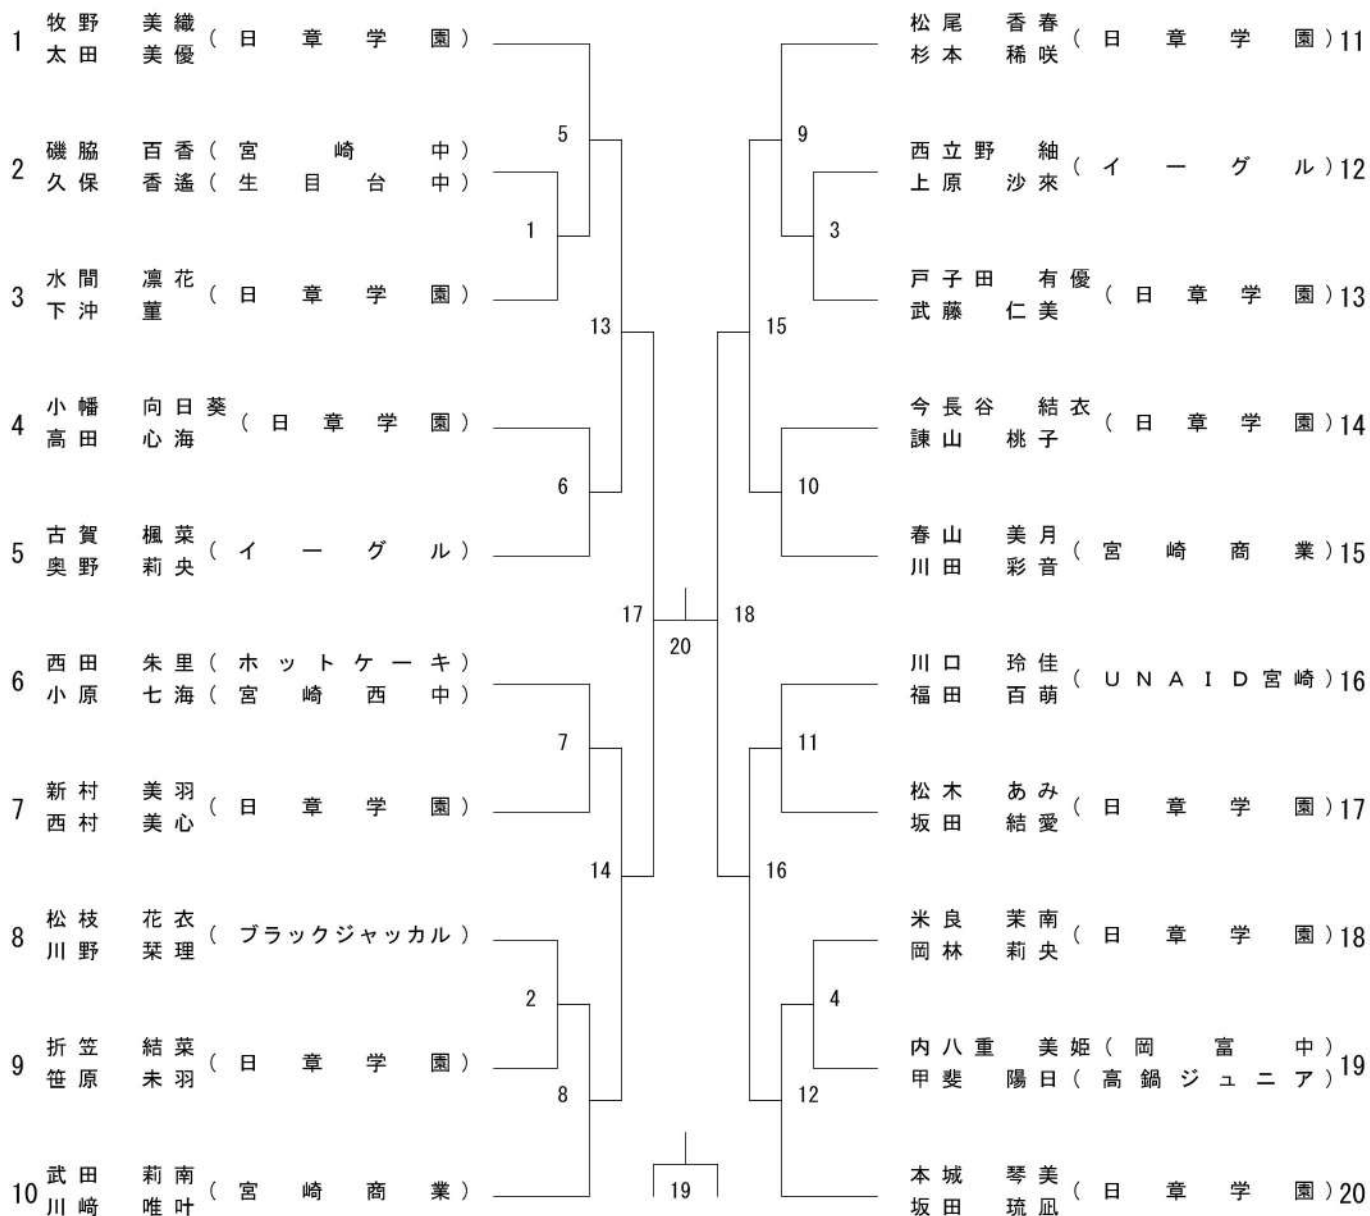 1 牧野 美織 (日章学園)
太田 美優
2 磯脇 百香 (宮崎中)
久保 香遙 (生目台中)
3 水間 凛花 (日章学園)
下沖 菫
4 小幡 向日葵 (日章学園)
高田 心海
5 古賀 楓菜 (イーグル)
奥野 莉央
6 西田 朱里 (ホットケーキ)
小原 七海 (宮崎西中)
7 新村 美羽 (日章学園)
西村 美心
8 松枝 花衣 (ブラックジャッカル)
川野 栞理
9 折笠 結菜 (日章学園)
笹原 未羽
10 武田 莉南 (宮崎商業)
川﨑 唯叶
5
1
13
6
17
7
14
2
8
20
19
9
3
15
10
18
11
16
4
12
松尾 香春 (日章学園) 11
杉本 稀咲
西立野 紬 (イーグル) 12
上原 沙來
戸子田 有優 (日章学園) 13
武藤 仁美
今長谷 結衣 (日章学園) 14
諌山 桃子
春山 美月 (宮崎商業) 15
川田 彩音
川口 玲佳 (UNAID宮崎) 16
福田 百萌
松木 あみ (日章学園) 17
坂田 結愛
米良 茉南 (日章学園) 18
岡林 莉央
内八重 美姫 (岡富中) 19
甲斐 陽日 (高鍋ジュニア)
本城 琴美 (日章学園) 20
坂田 琉凪